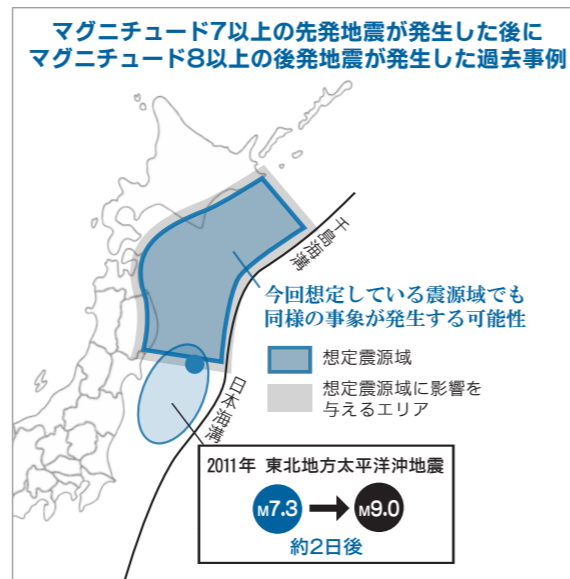 マグニチュード7以上の先発地震が発生した後に
マグニチュード8以上の後発地震が発生した過去事例
千島海溝
今回想定している震源域でも
同様の事象が発生する可能性
想定震源域
想定震源域に影響を
与えるエリア
日本海溝
2011年 東北地方太平洋沖地震
M7.3
M9.0
約2日後